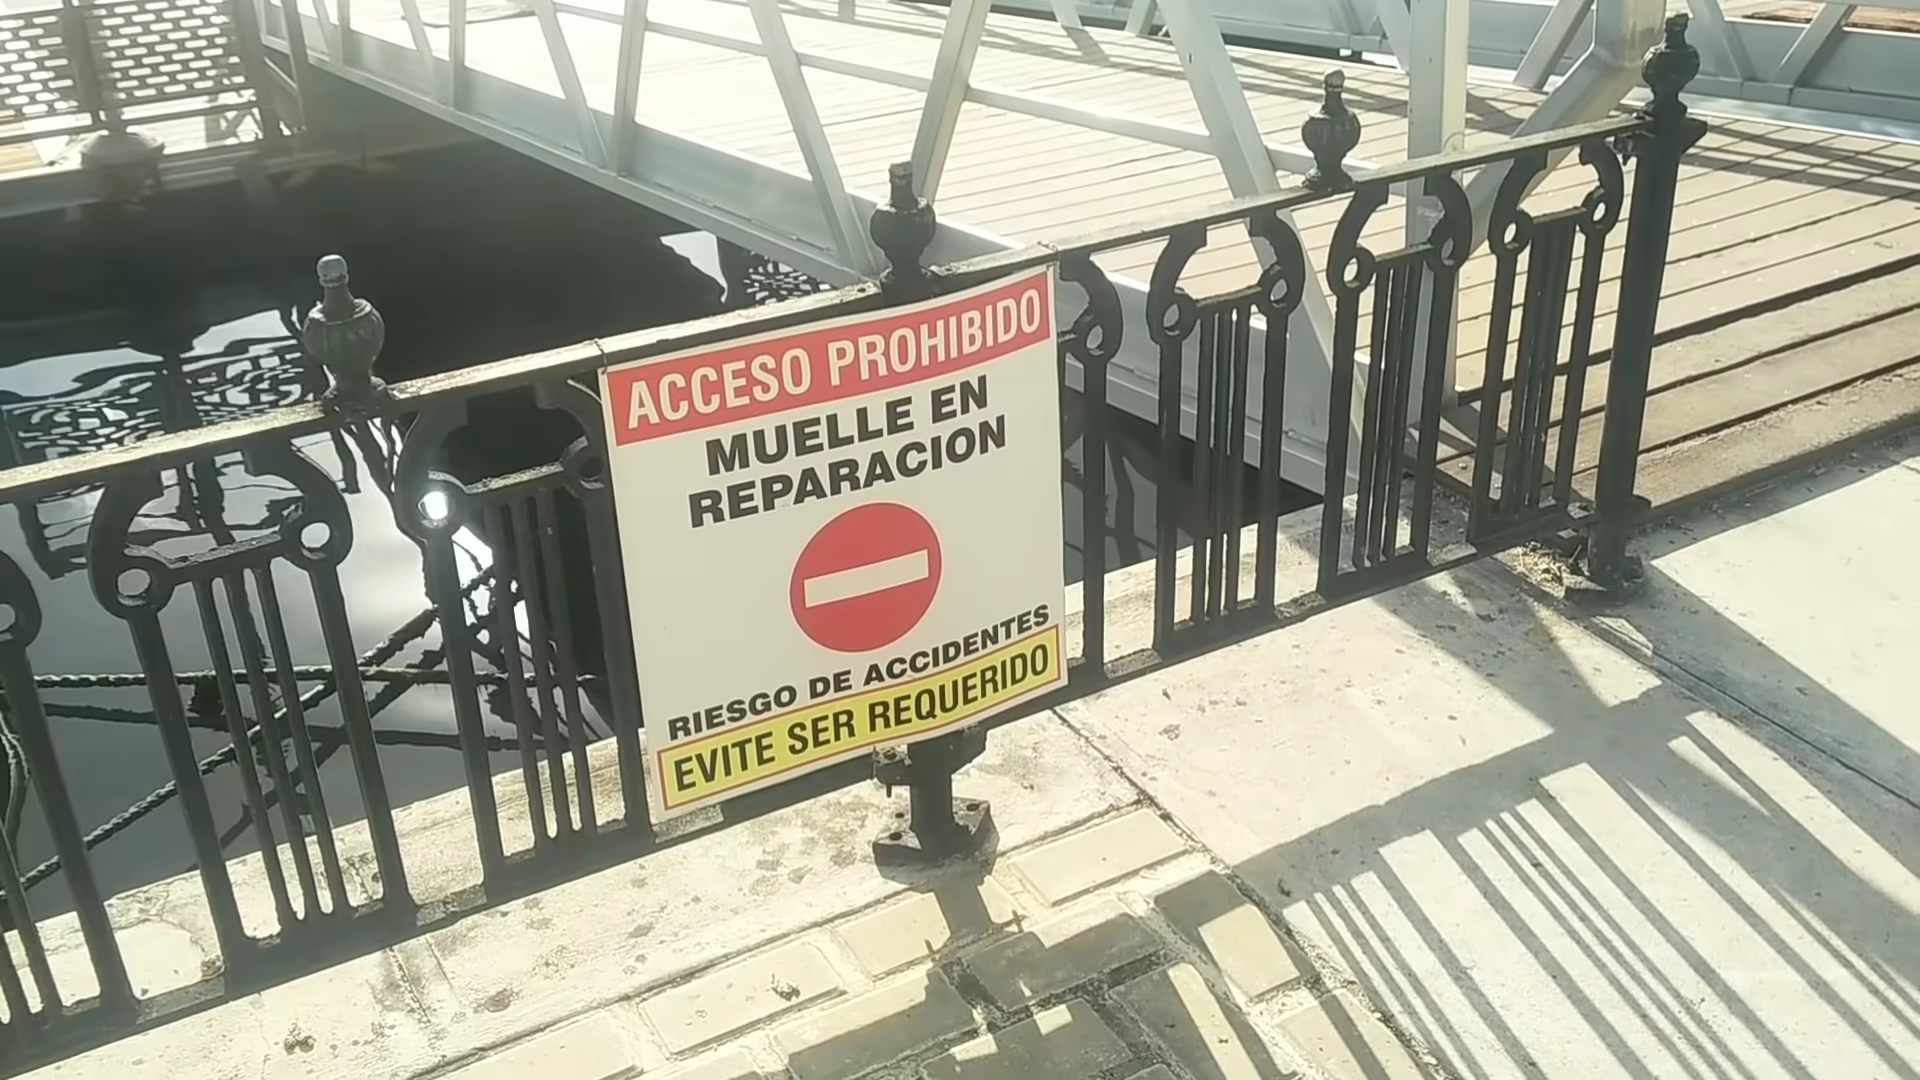 ACCESO PROHIBIDO
MUELLE EN
REPARACION
RIESGO DE ACCIDENTES
EVITE SER REQUERIDO